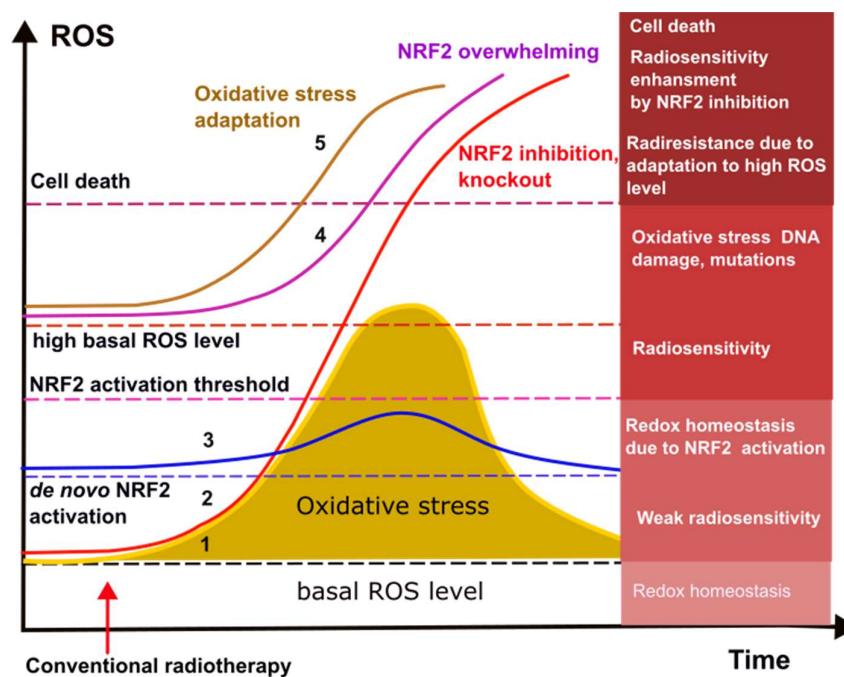 ROS
NRF2 overwhelming
Oxidative stress
adaptation
5
NRF2 inhibition,
knockout
Cell death
4
high basal ROS level
NRF2 activation threshold
3
de novo NRF2
activation
2
1
Oxidative stress
basal ROS level
Conventional radiotherapy
Time
Cell death
Radiosensitivity
enhansment
by NRF2 inhibition
Radiresistance due to
adaptation to high ROS
level
Oxidative stress DNA
damage, mutations
Radiosensitivity
Redox homeostasis
due to NRF2 activation
Weak radiosensitivity
Redox homeostasis